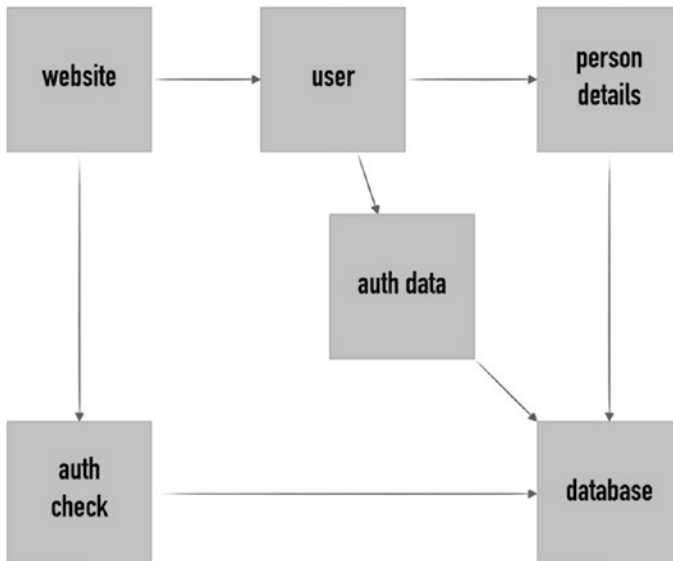 website
user
person
details
auth data
auth
check
database